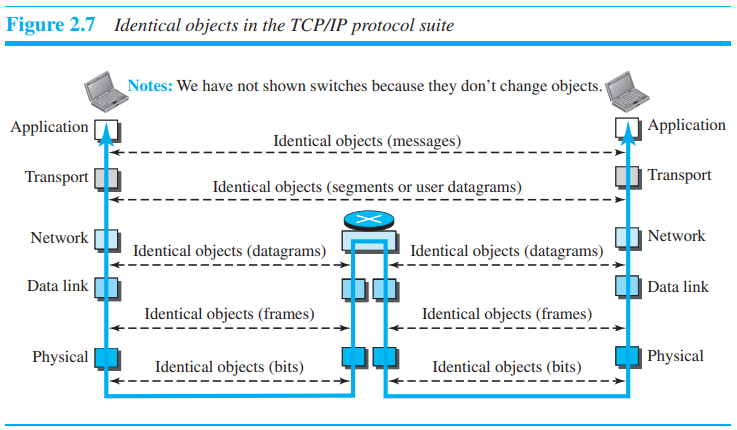 Figure 2.7 Identical objects in the TCP/IP protocol suite
Notes: We have not shown switches because they don’t change objects.
Application
Application
Identical objects (messages)
Transport
Transport
Identical objects (segments or user datagrams)
Network
Network
Identical objects (datagrams)
Identical objects (datagrams)
Data link
Data link
Identical objects (frames)
Identical objects (frames)
Physical
Physical
Identical objects (bits)
Identical objects (bits)